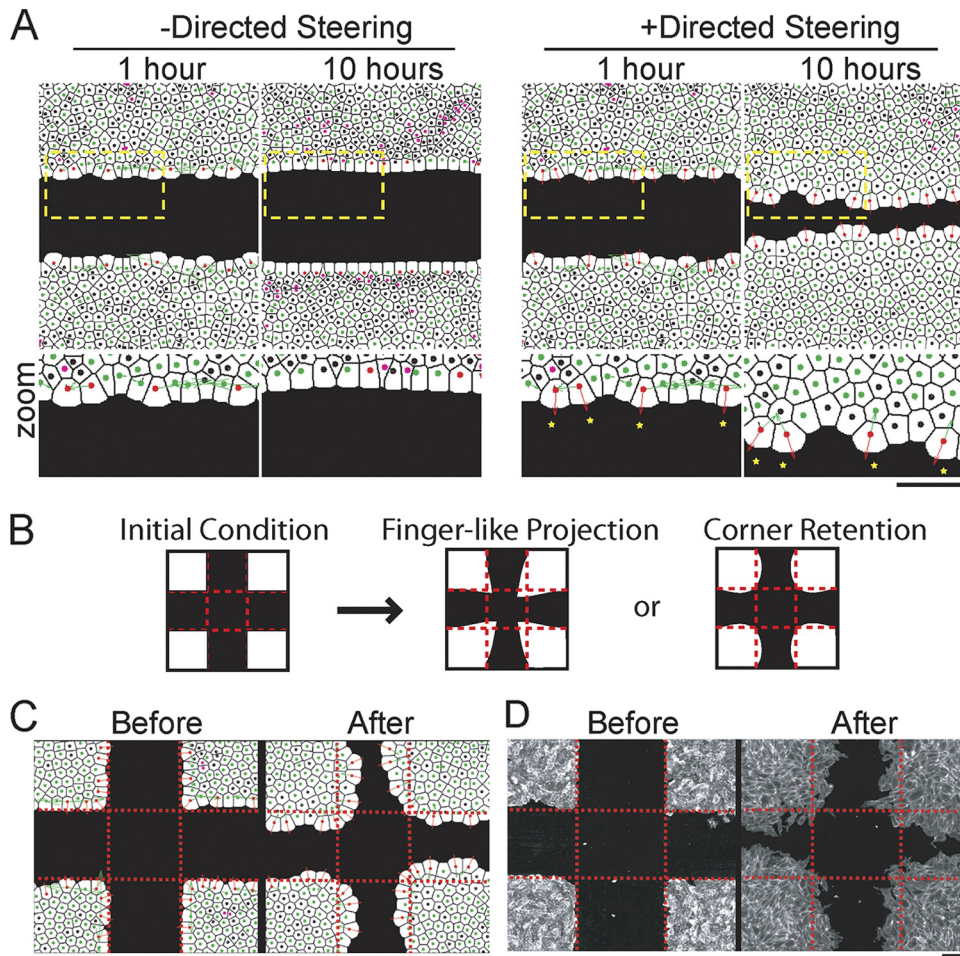 A
-Directed Steering
+Directed Steering
1 hour
10 hours
1 hour
10 hours
zoom
B
Initial Condition
Finger-like Projection
or
Corner Retention
C
Before
After
D
Before
After